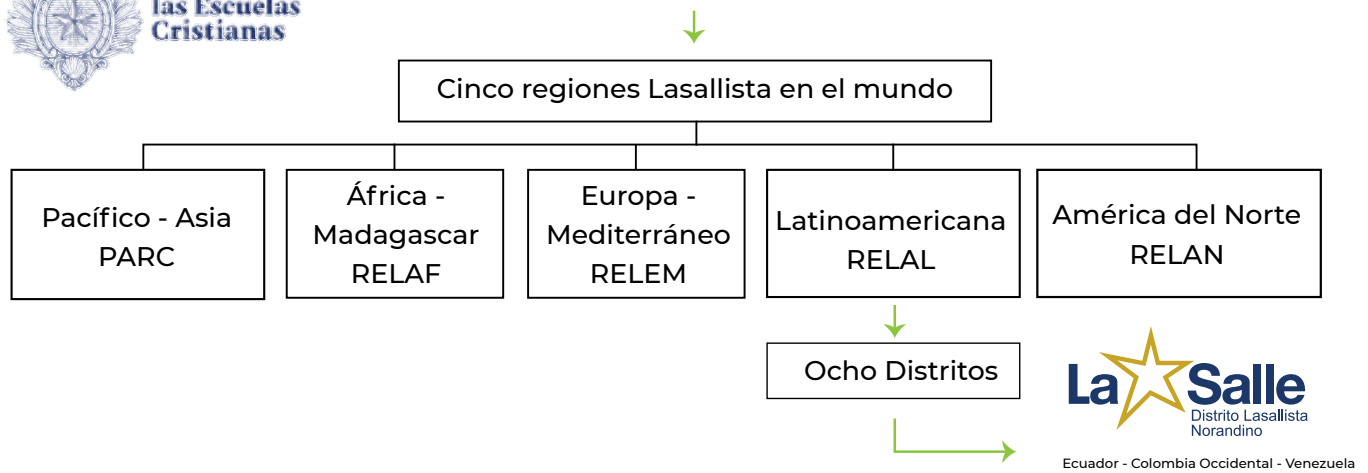 las Escuelas
Cristianas
Cinco regiones Lasallista en el mundo
Pacífico - Asia
PARC
África -
Madagascar
RELAF
Europa -
Mediterráneo
RELEM
Latinoamericana
RELAL
América del Norte
RELAN
Ocho Distritos
La Salle
Distrito Lasallista
Norandino
Ecuador - Colombia Occidental - Venezuela